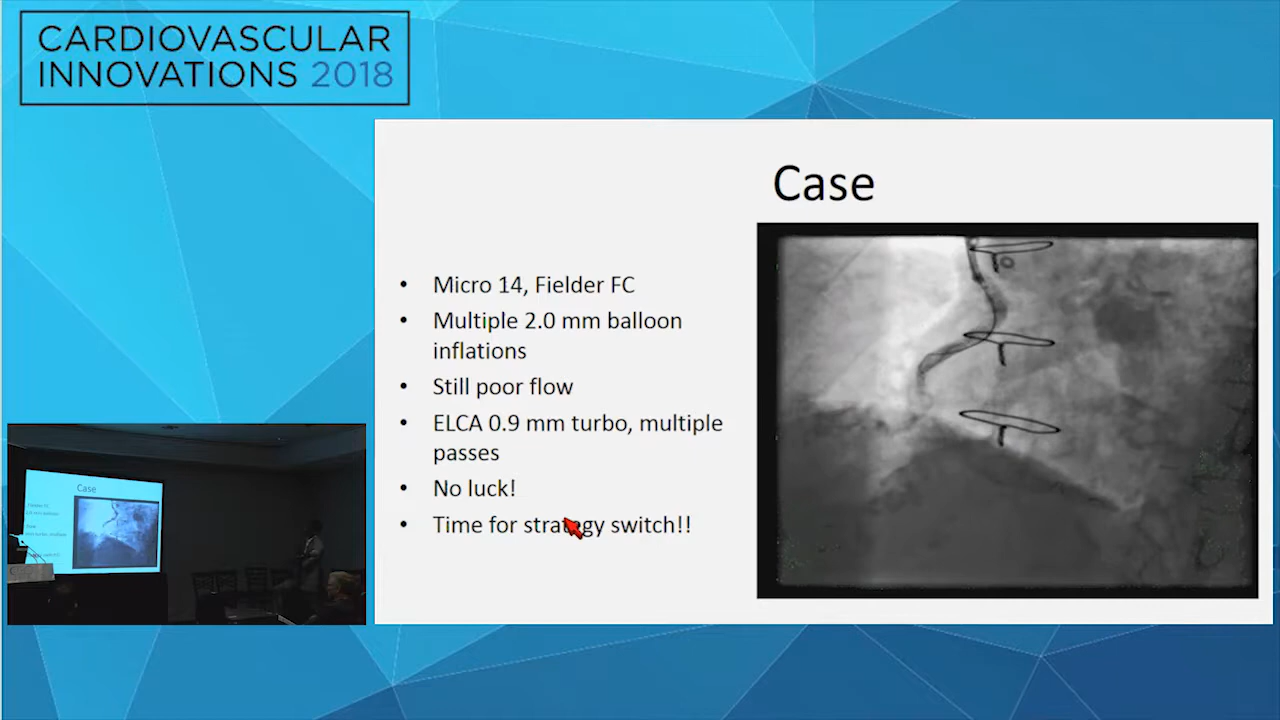 CARDIOVASCULAR
INNOVATIONS 2018
Case
• Micro 14, Fielder FC
• Multiple 2.0 mm balloon
inflations
• Still poor flow
• ELCA 0.9 mm turbo, multiple
passes
• No luck!
• Time for strategy switch!!
Case